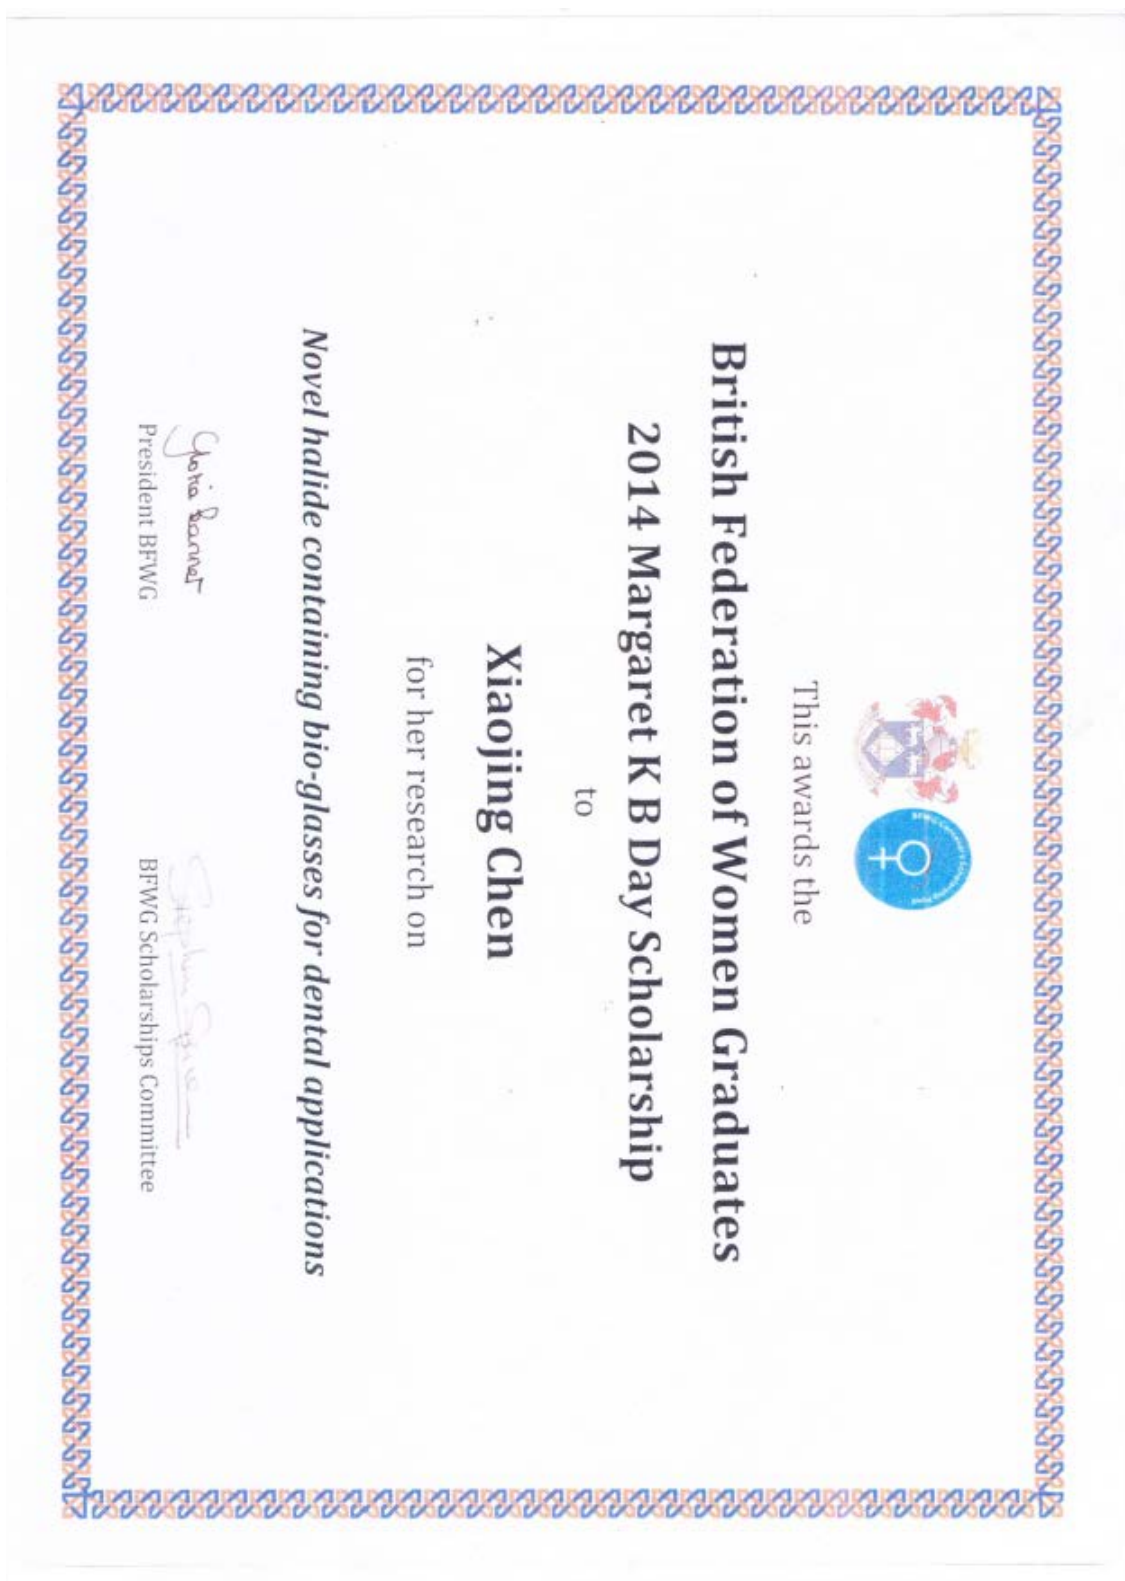 This awards the
British Federation of Women Graduates
2014 Margaret K B Day Scholarship
to
Xiaojing Chen
for her research on
Novel halide containing bio-glasses for dental applications
President BFWG
BFWG Scholarships Committee